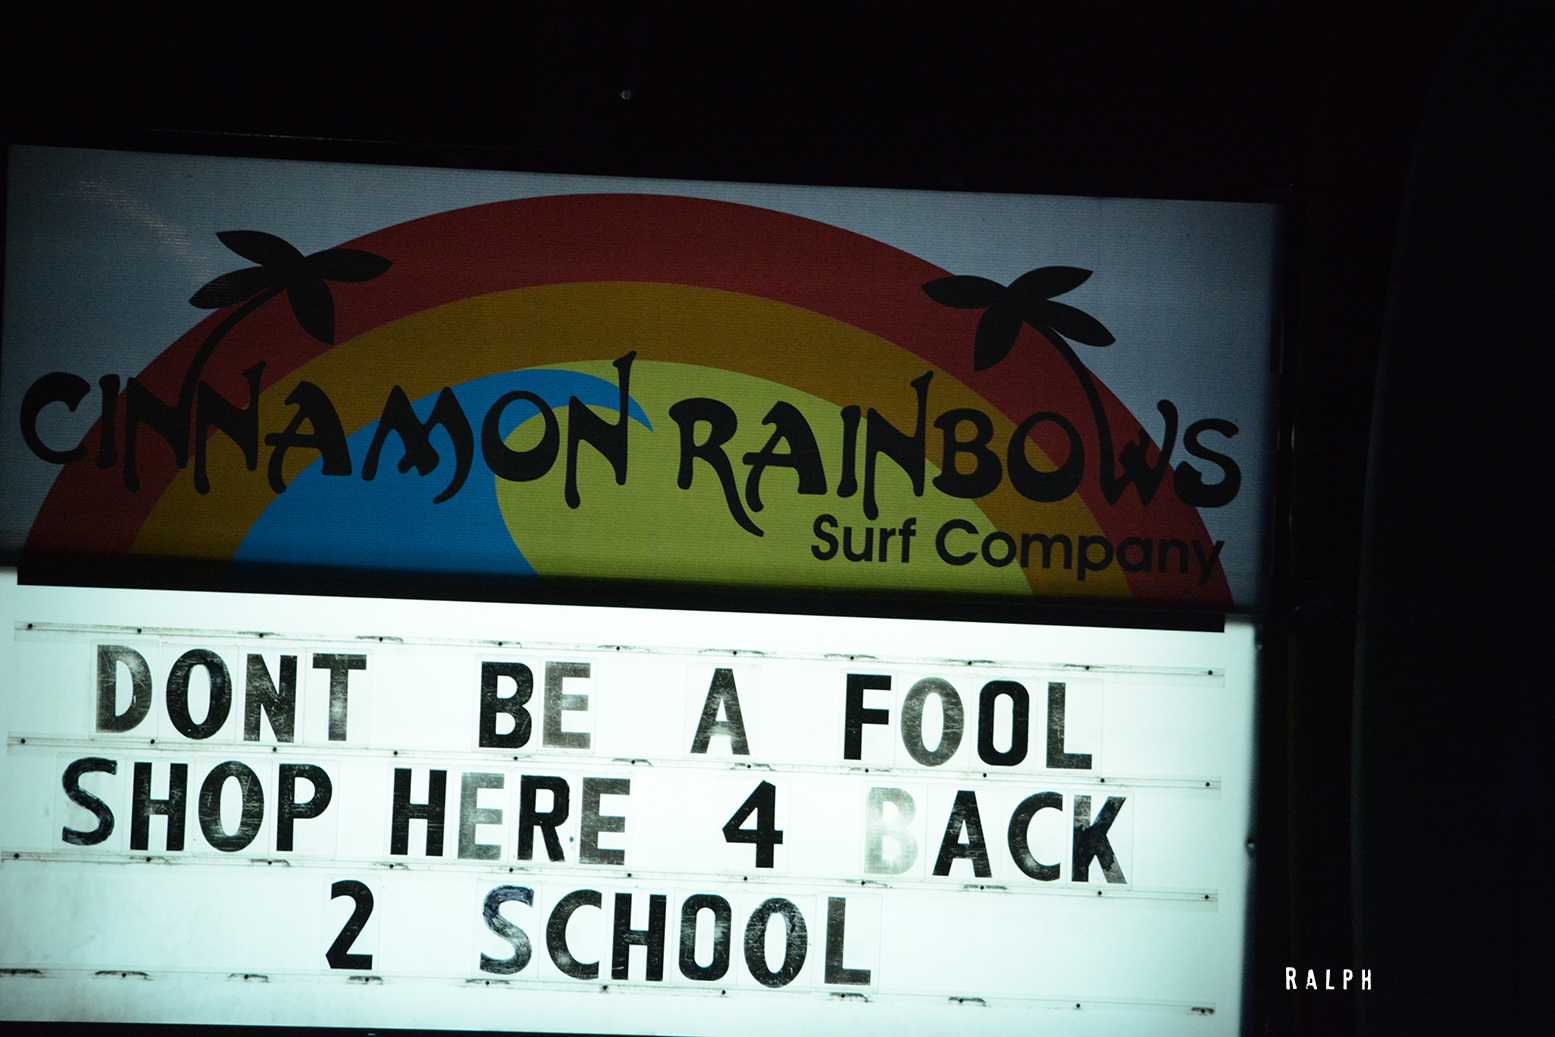 CINNAMON RAINBOWS
Surf Company
DONT BE A FOOL
SHOP HERE 4 BACK
2 SCHOOL
RALPH